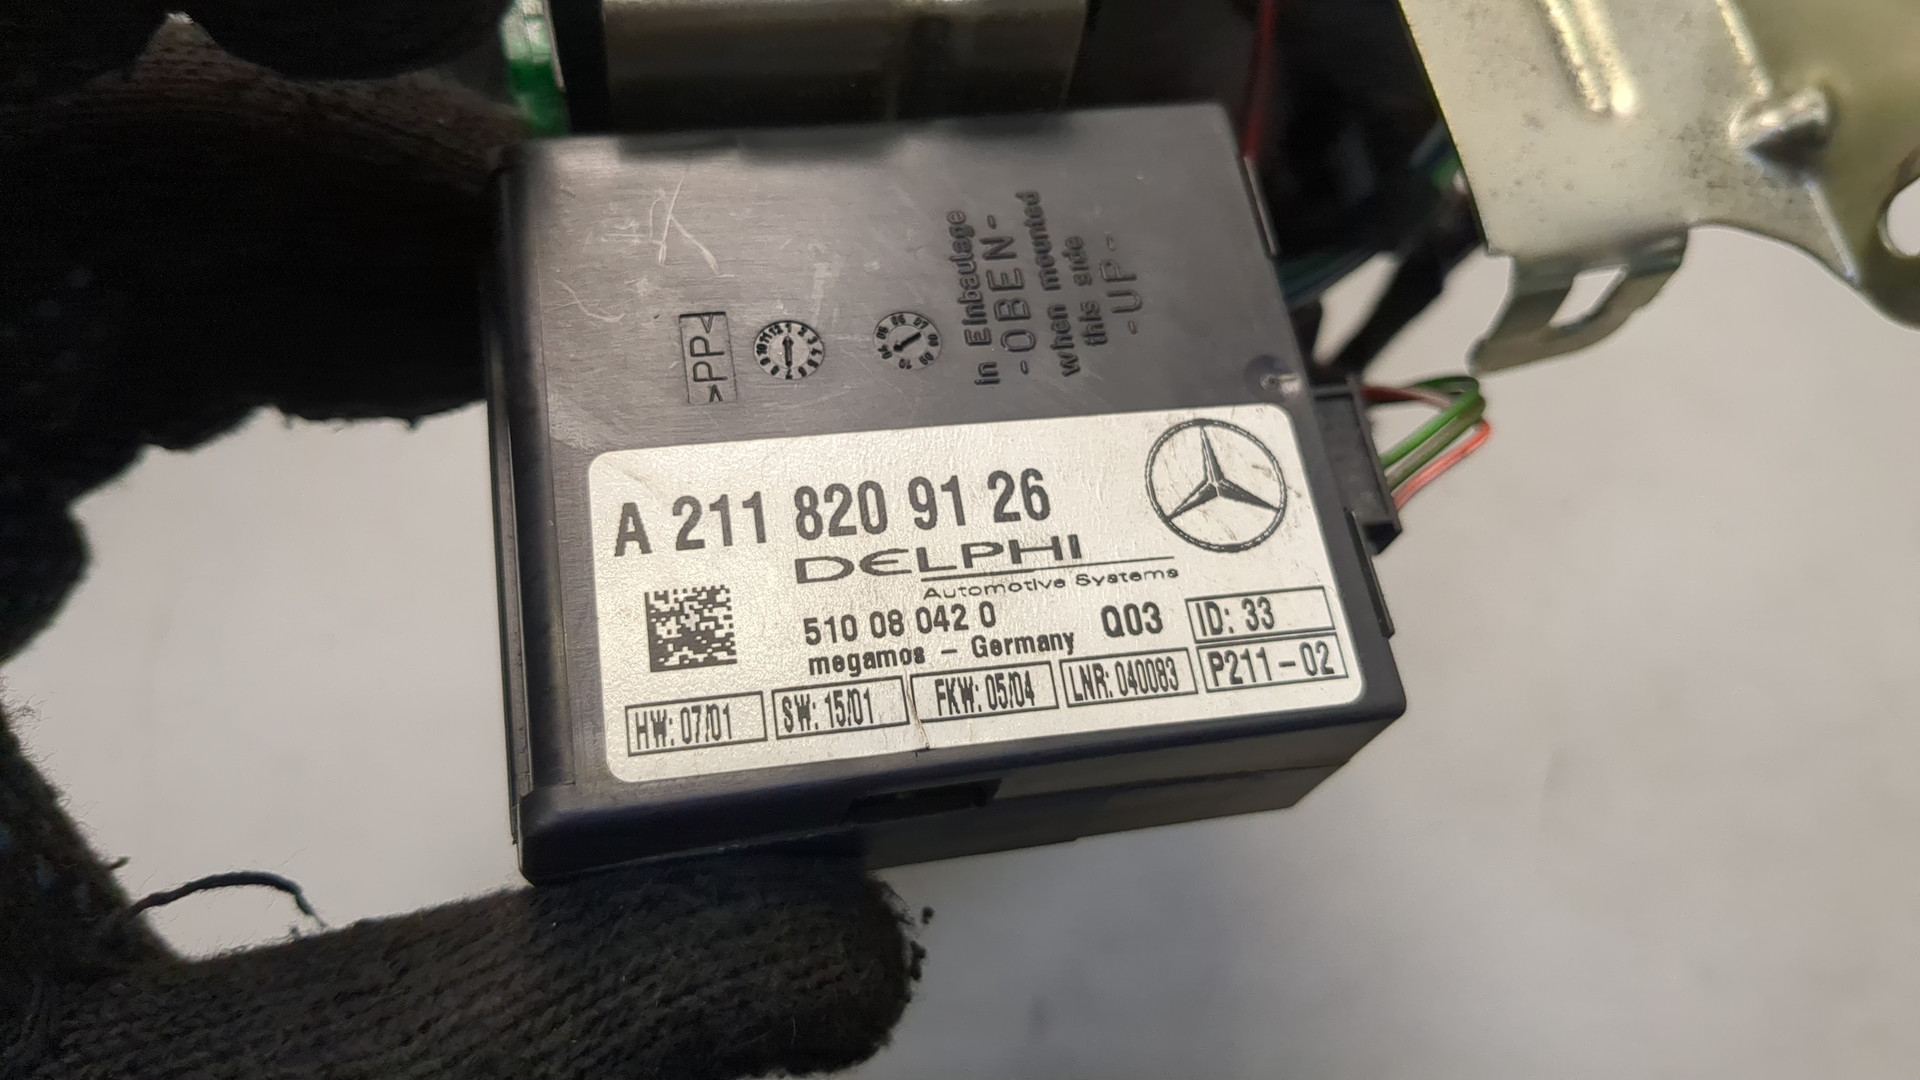 >PP<
in Einbaulage
-OBEN-
when mounted
this side
-UP-
A 211 820 91 26
DELPHI
Automotive Systems
510 08 042 0
Q03
ID: 33
megamos - Germany
P211-02
HW: 07/01
SW: 15/01
FKW: 05/04
LNR: 040083